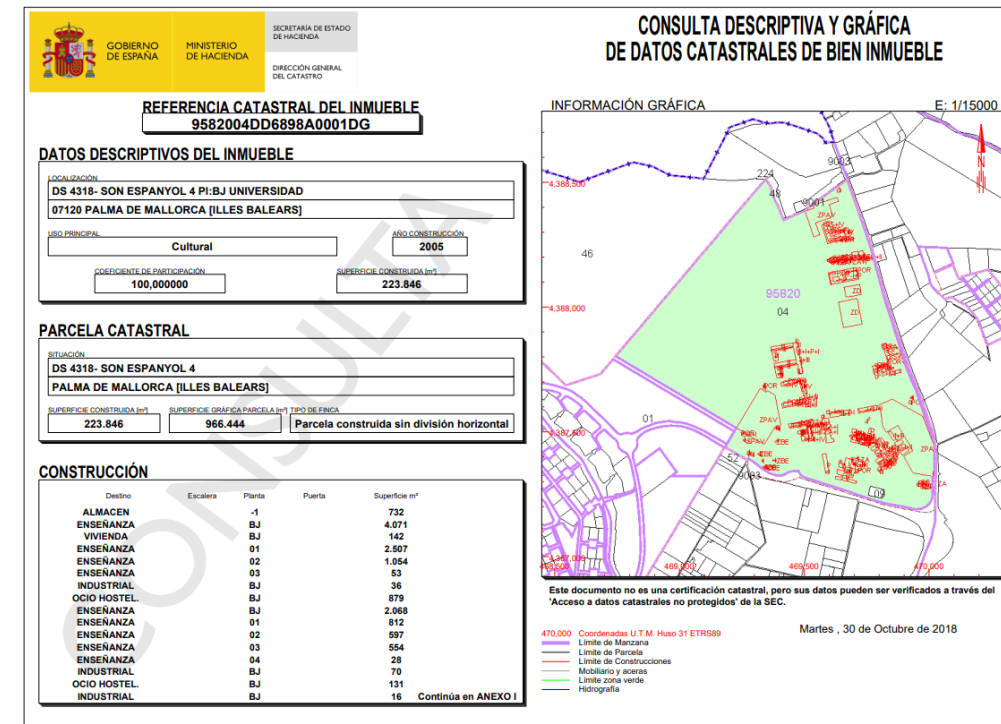 GOBIERNO
DE ESPAÑA
MINISTERIO
DE HACIENDA
SECRETARÍA DE ESTADO
DE HACIENDA
DIRECCIÓN GENERAL
DEL CATASTRO
CONSULTA DESCRIPTIVA Y GRÁFICA
DE DATOS CATASTRALES DE BIEN INMUEBLE
REFERENCIA CATASTRAL DEL INMUEBLE
9582004DD6898A0001DG
DATOS DESCRIPTIVOS DEL INMUEBLE
LOCALIZACIÓN
DS 4318- SON ESPANYOL 4 Pl:BJ UNIVERSIDAD
07120 PALMA DE MALLORCA [ILLES BALEARS]
USO PRINCIPAL
Cultural
AÑO CONSTRUCCIÓN
2005
COEFICIENTE DE PARTICIPACIÓN
100,000000
SUPERFICIE CONSTRUIDA [m²]
223.846
PARCELA CATASTRAL
SITUACIÓN
DS 4318- SON ESPANYOL 4
PALMA DE MALLORCA [ILLES BALEARS]
SUPERFICIE CONSTRUIDA [m²] SUPERFICIE GRÁFICA PARCELA [m²] TIPO DE FINCA
223.846 966.444 Parcela construida sin división horizontal
CONSTRUCCIÓN
Destino Escalera Planta Puerta Superficie m²
ALMACEN -1 732
ENSEÑANZA BJ 4.071
VIVIENDA BJ 142
ENSEÑANZA 01 2.507
ENSEÑANZA 02 1.054
ENSEÑANZA 03 53
INDUSTRIAL BJ 36
OCIO HOSTEL. BJ 879
ENSEÑANZA BJ 2.068
ENSEÑANZA 01 812
ENSEÑANZA 02 597
ENSEÑANZA 03 554
ENSEÑANZA 04 28
INDUSTRIAL BJ 70
OCIO HOSTEL. BJ 131
INDUSTRIAL BJ 16 Continúa en ANEXO I
CONSULTA
INFORMACIÓN GRÁFICA E: 1/15000
9003
224
4,388,500
48
9001
ZPAV
46
POR
95820
ZD
4,388,000
04
ZD
POR
01
ZPAV
4,387,500
ZBE
ZPA
52
9003
ZA
09
4,387,000
469,000 469,500 470,000
Este documento no es una certificación catastral, pero sus datos pueden ser verificados a través del
'Acceso a datos catastrales no protegidos' de la SEC.
470,000 Coordenadas U.T.M. Huso 31 ETRS89
Límite de Manzana
Límite de Parcela
Límite de Construcciones
Mobiliario y aceras
Límite zona verde
Hidrografía
Martes , 30 de Octubre de 2018